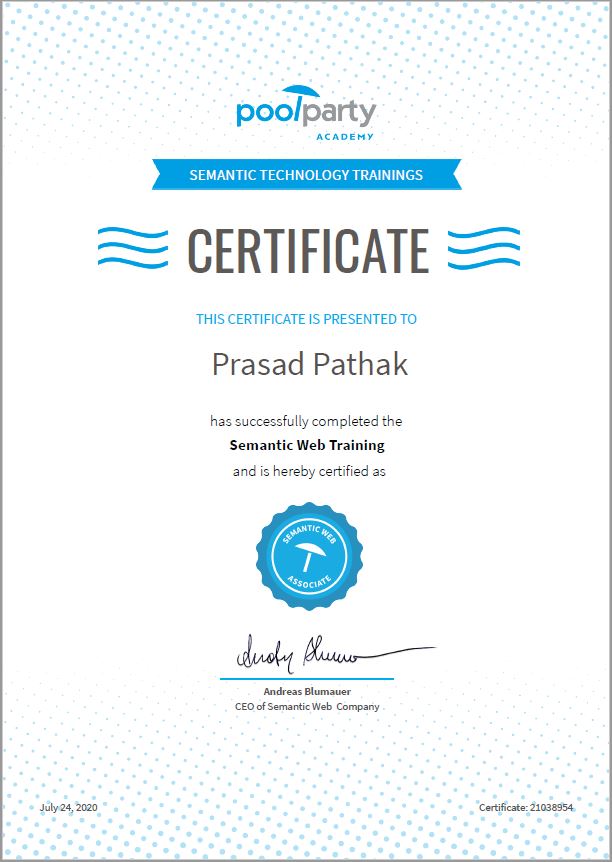 poolparty
ACADEMY
SEMANTIC TECHNOLOGY TRAININGS
CERTIFICATE
THIS CERTIFICATE IS PRESENTED TO
Prasad Pathak
has successfully completed the
Semantic Web Training
and is hereby certified as
SEMANTIC WEB
ASSOCIATE
Andreas Blumauer
CEO of Semantic Web Company
July 24, 2020
Certificate: 21038954